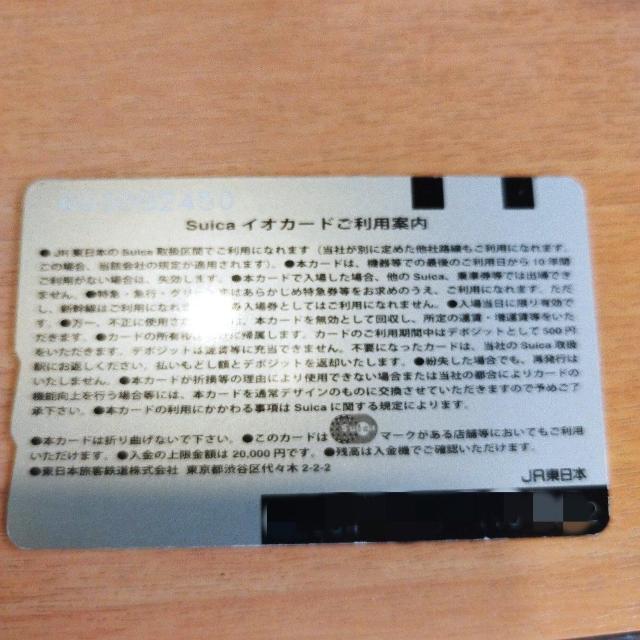 Suica イオカードご利用案内
●JR東日本のSuica取扱区間でご利用になれます（当社が別に定めた他社路線もご利用になれます。
この場合、当該会社の規定が適用されます）。●本カードは、機器等での最後のご利用日から10年間
ご利用がない場合は、失効します。●本カードで入場した場合、他のSuica、乗車券等では出場でき
ません。●特急・急行・グリ はあらかじめ特急券等をお求めのうえ、ご利用になれます。ただ
し、新幹線はご利用になれ 入場券としてはご利用になれません。●入場当日に限り有効で
す。●万一、不正に使用さ は、本カードを無効として回収し、所定の運賃・増運賃等をいた
だきます。●カードの所有権 に帰属します。カードのご利用期間中はデポジットとして500円
をいただきます。デポジットは運賃等に充当できません。不要になったカードは、当社のSuica取扱
駅にお返しください。払いもどし額とデポジットを返却いたします。●紛失した場合でも、再発行は
いたしません。●本カードが折損等の理由により使用できない場合または当社の都合によりカードの
機能向上を行う場合等には、本カードを通常デザインのものに交換させていただきますので予めご了
承下さい。●本カードの利用にかかわる事項はSuicaに関する規定によります。
●本カードは折り曲げないで下さい。●このカードは マークがある店舗等においてもご利用
いただけます。●入金の上限金額は20,000円です。●残高は入金機でご確認いただけます。
●東日本旅客鉄道株式会社 東京都渋谷区代々木2-2-2
JR東日本